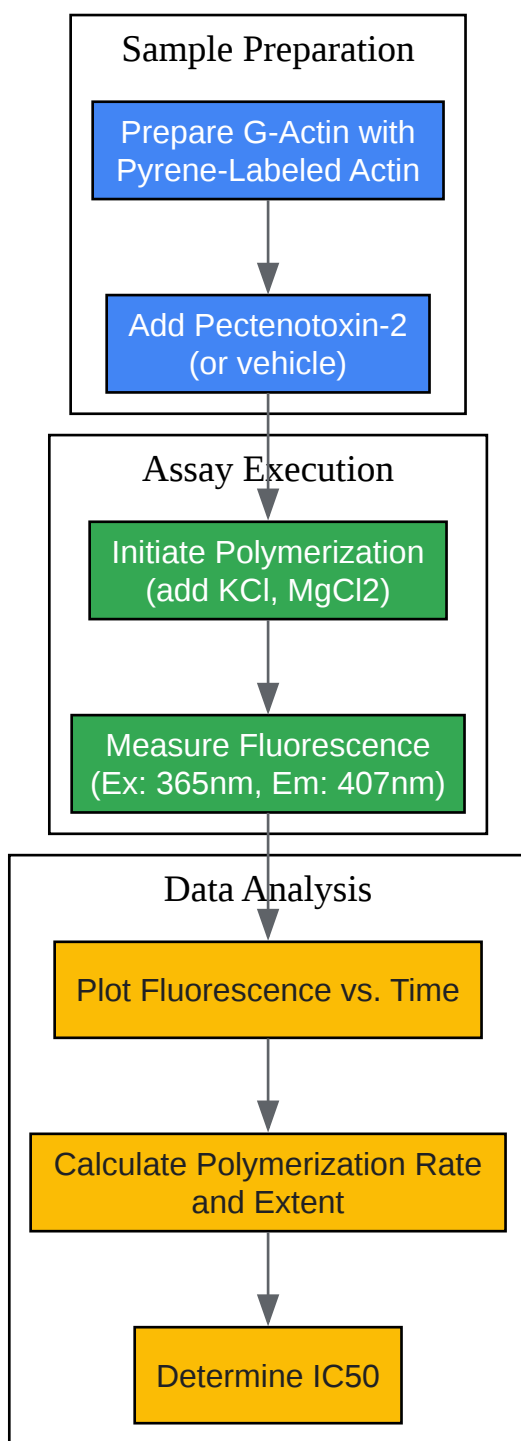 Sample Preparation
Prepare G-Actin with
Pyrene-Labeled Actin
Add Pectenotoxin-2
(or vehicle)
Assay Execution
Initiate Polymerization
(add KCl, MgCl2)
Measure Fluorescence
(Ex: 365nm, Em: 407nm)
Data Analysis
Plot Fluorescence vs. Time
Calculate Polymerization Rate
and Extent
Determine IC50